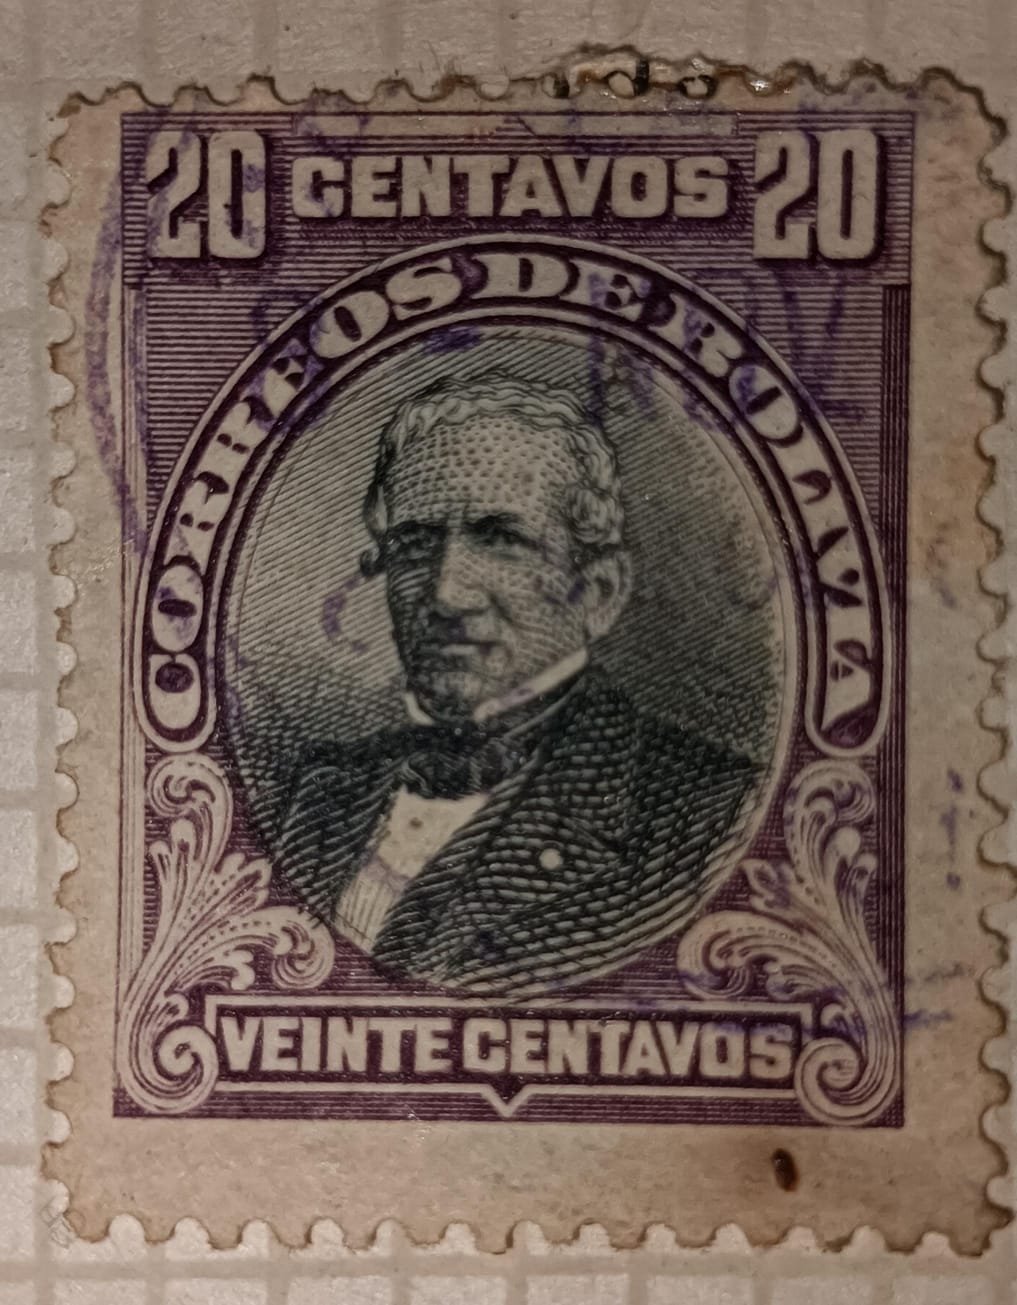 20 CENTAVOS 20
CORREOS DE BOLIVIA
VEINTE CENTAVOS